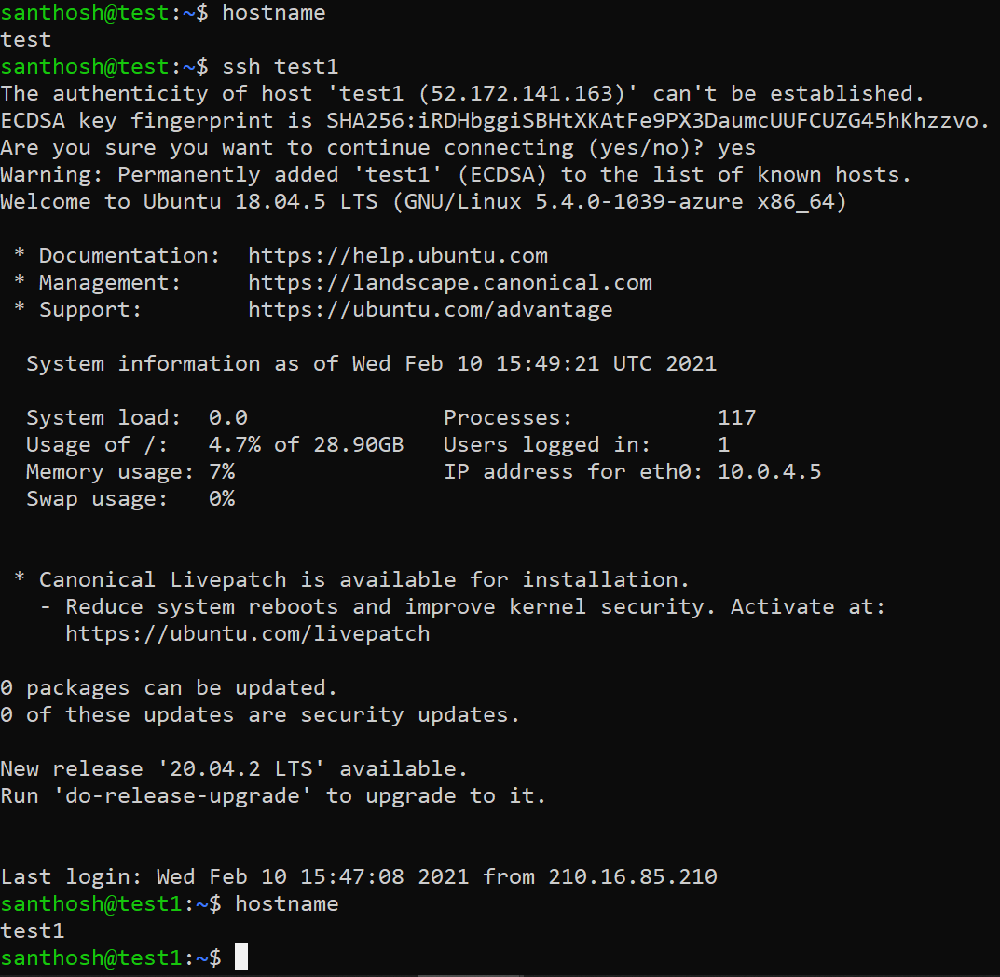 santhosh@test:~$ hostname
test
santhosh@test:~$ ssh test1
The authenticity of host 'test1 (52.172.141.163)' can't be established.
ECDSA key fingerprint is SHA256:iRDHbggiSBHtXKAtFe9PX3DaumcUUFCUZG45hKhzzvo.
Are you sure you want to continue connecting (yes/no)? yes
Warning: Permanently added 'test1' (ECDSA) to the list of known hosts.
Welcome to Ubuntu 18.04.5 LTS (GNU/Linux 5.4.0-1039-azure x86_64)

 * Documentation:  https://help.ubuntu.com
 * Management:     https://landscape.canonical.com
 * Support:        https://ubuntu.com/advantage

  System information as of Wed Feb 10 15:49:21 UTC 2021

  System load:  0.0               Processes:           117
  Usage of /:   4.7% of 28.90GB   Users logged in:     1
  Memory usage: 7%                IP address for eth0: 10.0.4.5
  Swap usage:   0%


 * Canonical Livepatch is available for installation.
   - Reduce system reboots and improve kernel security. Activate at:
     https://ubuntu.com/livepatch

0 packages can be updated.
0 of these updates are security updates.

New release '20.04.2 LTS' available.
Run 'do-release-upgrade' to upgrade to it.


Last login: Wed Feb 10 15:47:08 2021 from 210.16.85.210
santhosh@test1:~$ hostname
test1
santhosh@test1:~$